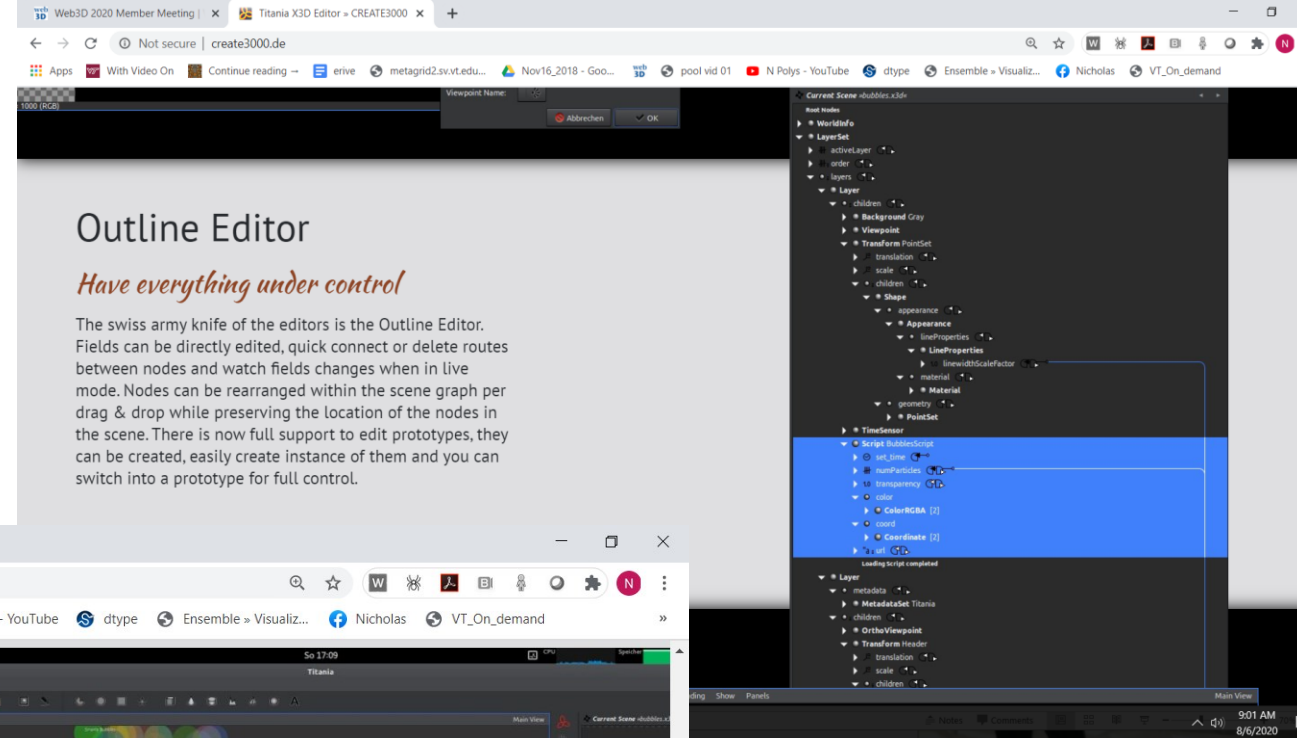 Web3D 2020 Member Meeting |
Titania X3D Editor » CREATE3000
Not secure | create3000.de
Apps
With Video On
Continue reading →
erive
metagrid2.sv.vt.edu...
Nov16_2018 - Goo...
pool vid 01
N Polys - YouTube
dtype
Ensemble » Visualiz...
Nicholas
VT_On_demand
1000 (RGB)
Viewpoint Name:
Abbrechen
OK
Outline Editor
Have everything under control
The swiss army knife of the editors is the Outline Editor.
Fields can be directly edited, quick connect or delete routes
between nodes and watch fields changes when in live
mode. Nodes can be rearranged within the scene graph per
drag & drop while preserving the location of the nodes in
the scene. There is now full support to edit prototypes, they
can be created, easily create instance of them and you can
switch into a prototype for full control.
Current Scene »bubbles.x3d«
Root Nodes
WorldInfo
LayerSet
activeLayer
order
layers
Layer
children
Background Gray
Viewpoint
Transform PointSet
translation
scale
children
Shape
appearance
Appearance
lineProperties
LineProperties
linewidthScaleFactor
material
Material
geometry
PointSet
TimeSensor
Script BubblesScript
set_time
numParticles
transparency
color
ColorRGBA [2]
coord
Coordinate [2]
url
Loading Script completed
Layer
metadata
MetadataSet Titania
children
OrthoViewpoint
Transform Header
translation
scale
children
- YouTube
dtype
Ensemble » Visualiz...
Nicholas
VT_On_demand
»
So 17:09
CPU
Speicher
Titania
Main View
Current Scene »bubbles.x3
ding Show Panels
Main View
Notes
Comments
9:01 AM
8/6/2020